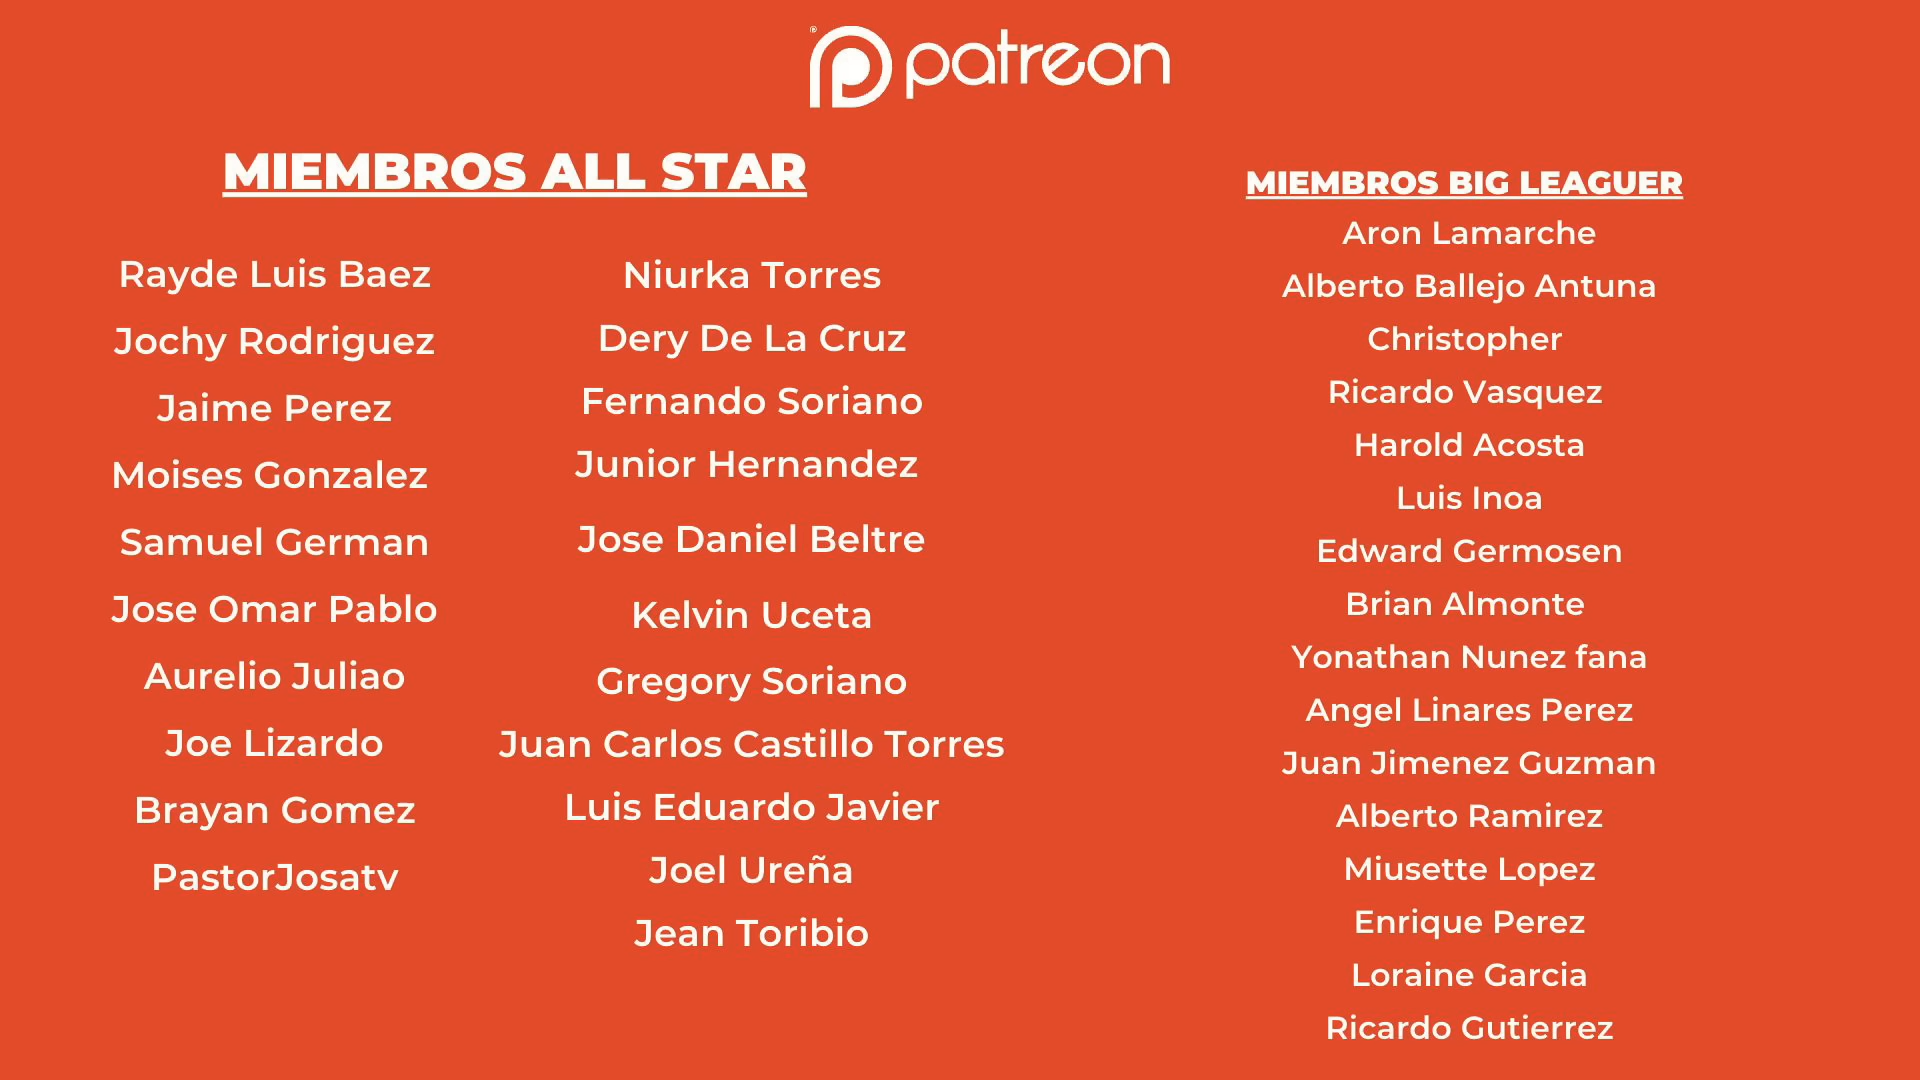 patreon
MIEMBROS ALL STAR
Rayde Luis Baez
Jochy Rodriguez
Jaime Perez
Moises Gonzalez
Samuel German
Jose Omar Pablo
Aurelio Juliao
Joe Lizardo
Brayan Gomez
PastorJosatv
Niurka Torres
Dery De La Cruz
Fernando Soriano
Junior Hernandez
Jose Daniel Beltre
Kelvin Uceta
Gregory Soriano
Juan Carlos Castillo Torres
Luis Eduardo Javier
Joel Ureña
Jean Toribio
MIEMBROS BIG LEAGUER
Aron Lamarche
Alberto Ballejo Antuna
Christopher
Ricardo Vasquez
Harold Acosta
Luis Inoa
Edward Germosen
Brian Almonte
Yonathan Nunez fana
Angel Linares Perez
Juan Jimenez Guzman
Alberto Ramirez
Miusette Lopez
Enrique Perez
Loraine Garcia
Ricardo Gutierrez